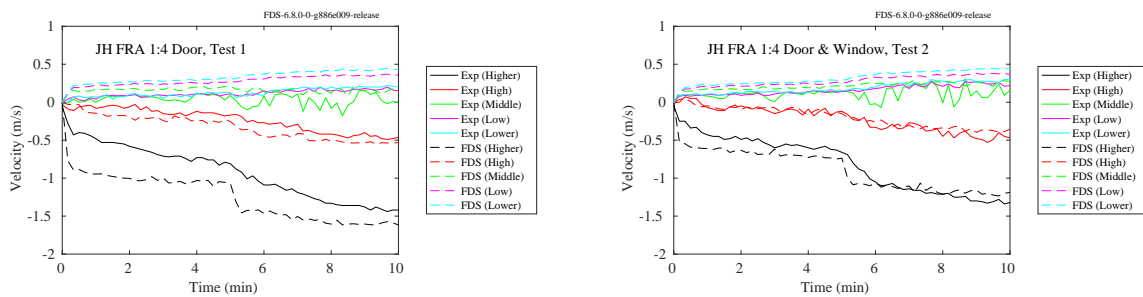 FDS-6.8.0-0-g886e009-release
JH FRA 1:4 Door, Test 1
1
0.5
0
-0.5
-1
-1.5
-2
Velocity (m/s)
0
2
4
6
8
10
Time (min)
Exp (Higher)
Exp (High)
Exp (Middle)
Exp (Low)
Exp (Lower)
FDS (Higher)
FDS (High)
FDS (Middle)
FDS (Low)
FDS (Lower)
FDS-6.8.0-0-g886e009-release
JH FRA 1:4 Door & Window, Test 2
1
0.5
0
-0.5
-1
-1.5
-2
Velocity (m/s)
0
2
4
6
8
10
Time (min)
Exp (Higher)
Exp (High)
Exp (Middle)
Exp (Low)
Exp (Lower)
FDS (Higher)
FDS (High)
FDS (Middle)
FDS (Low)
FDS (Lower)